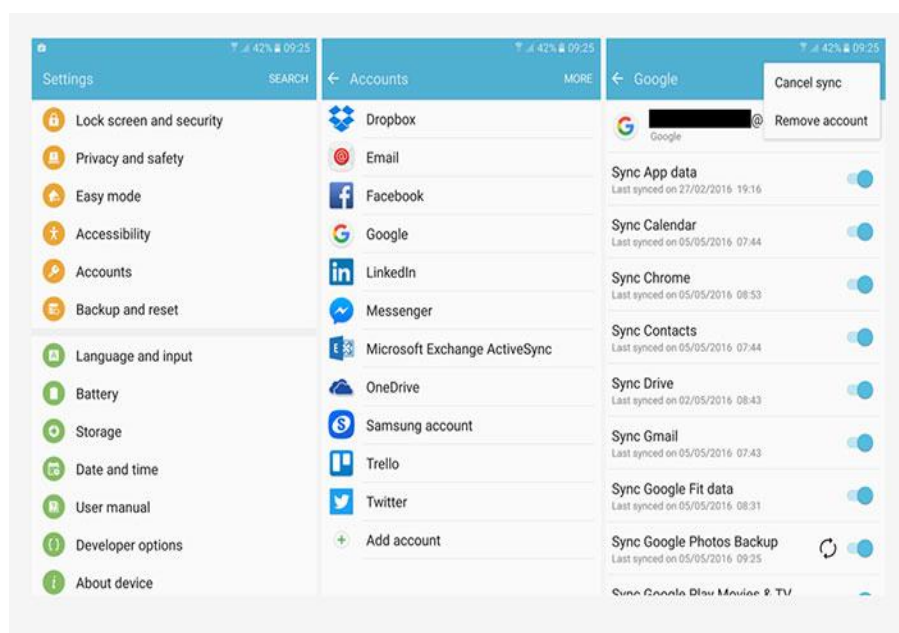 42% 09:25
Settings SEARCH
Lock screen and security
Privacy and safety
Easy mode
Accessibility
Accounts
Backup and reset
Language and input
Battery
Storage
Date and time
User manual
Developer options
About device
42% 09:25
Accounts MORE
Dropbox
Email
Facebook
Google
LinkedIn
Messenger
Microsoft Exchange ActiveSync
OneDrive
Samsung account
Trello
Twitter
Add account
42% 09:25
Google
Cancel sync
Remove account
@
Google
Sync App data
Last synced on 27/02/2016 19:16
Sync Calendar
Last synced on 05/05/2016 07:44
Sync Chrome
Last synced on 05/05/2016 08:53
Sync Contacts
Last synced on 05/05/2016 07:44
Sync Drive
Last synced on 02/05/2016 08:43
Sync Gmail
Last synced on 05/05/2016 07:43
Sync Google Fit data
Last synced on 05/05/2016 08:31
Sync Google Photos Backup
Last synced on 05/05/2016 09:25
Sync Google Play Movies & TV